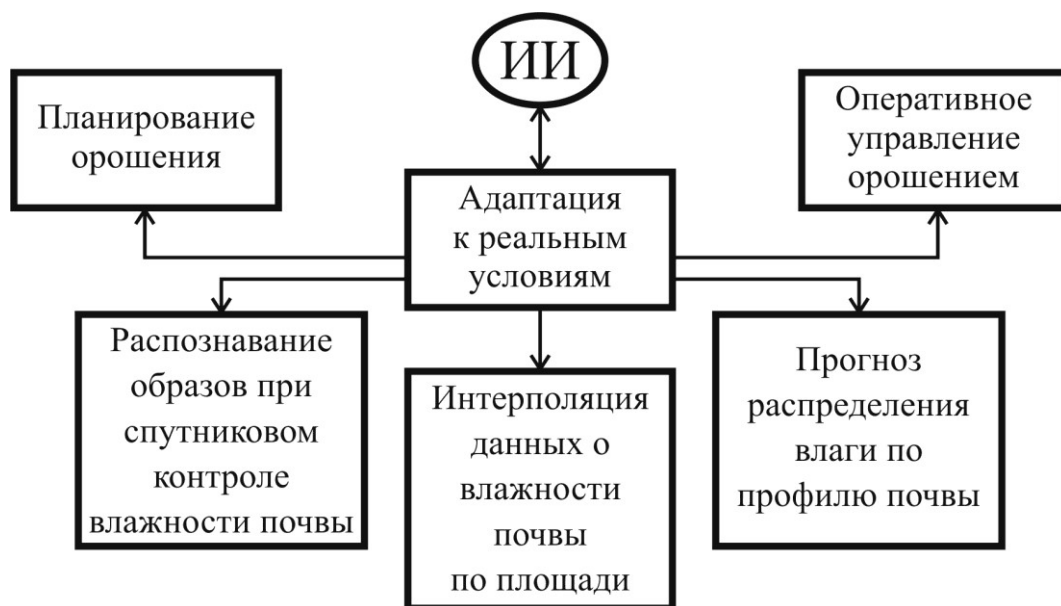 ИИ
Планирование
орошения
Оперативное
управление
орошением
Адаптация
к реальным
условиям
Распознавание
образов при
спутниковом
контроле
влажности почвы
Интерполяция
данных о
влажности
почвы
по площади
Прогноз
распределения
влаги по
профилю почвы